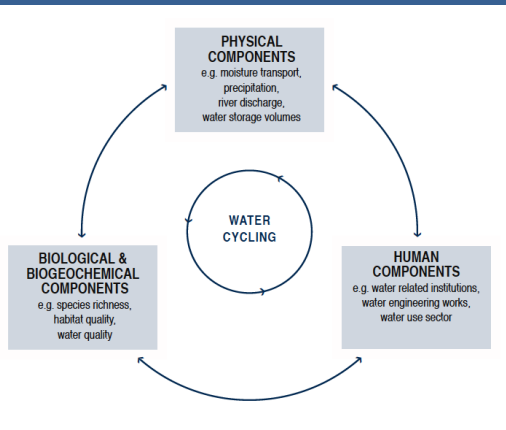 PHYSICAL
COMPONENTS
e.g. moisture transport,
precipitation,
river discharge,
water storage volumes
WATER
CYCLING
BIOLOGICAL &
BIOGEOCHEMICAL
COMPONENTS
e.g. species richness,
habitat quality,
water quality
HUMAN
COMPONENTS
e.g. water related institutions,
water engineering works,
water use sector